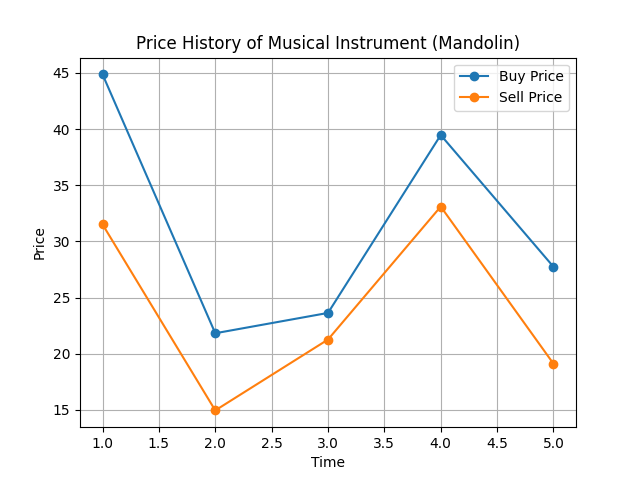 Price History of Musical Instrument (Mandolin)
Buy Price
Sell Price
45
40
35
30
25
20
15
Price
1.0 1.5 2.0 2.5 3.0 3.5 4.0 4.5 5.0
Time